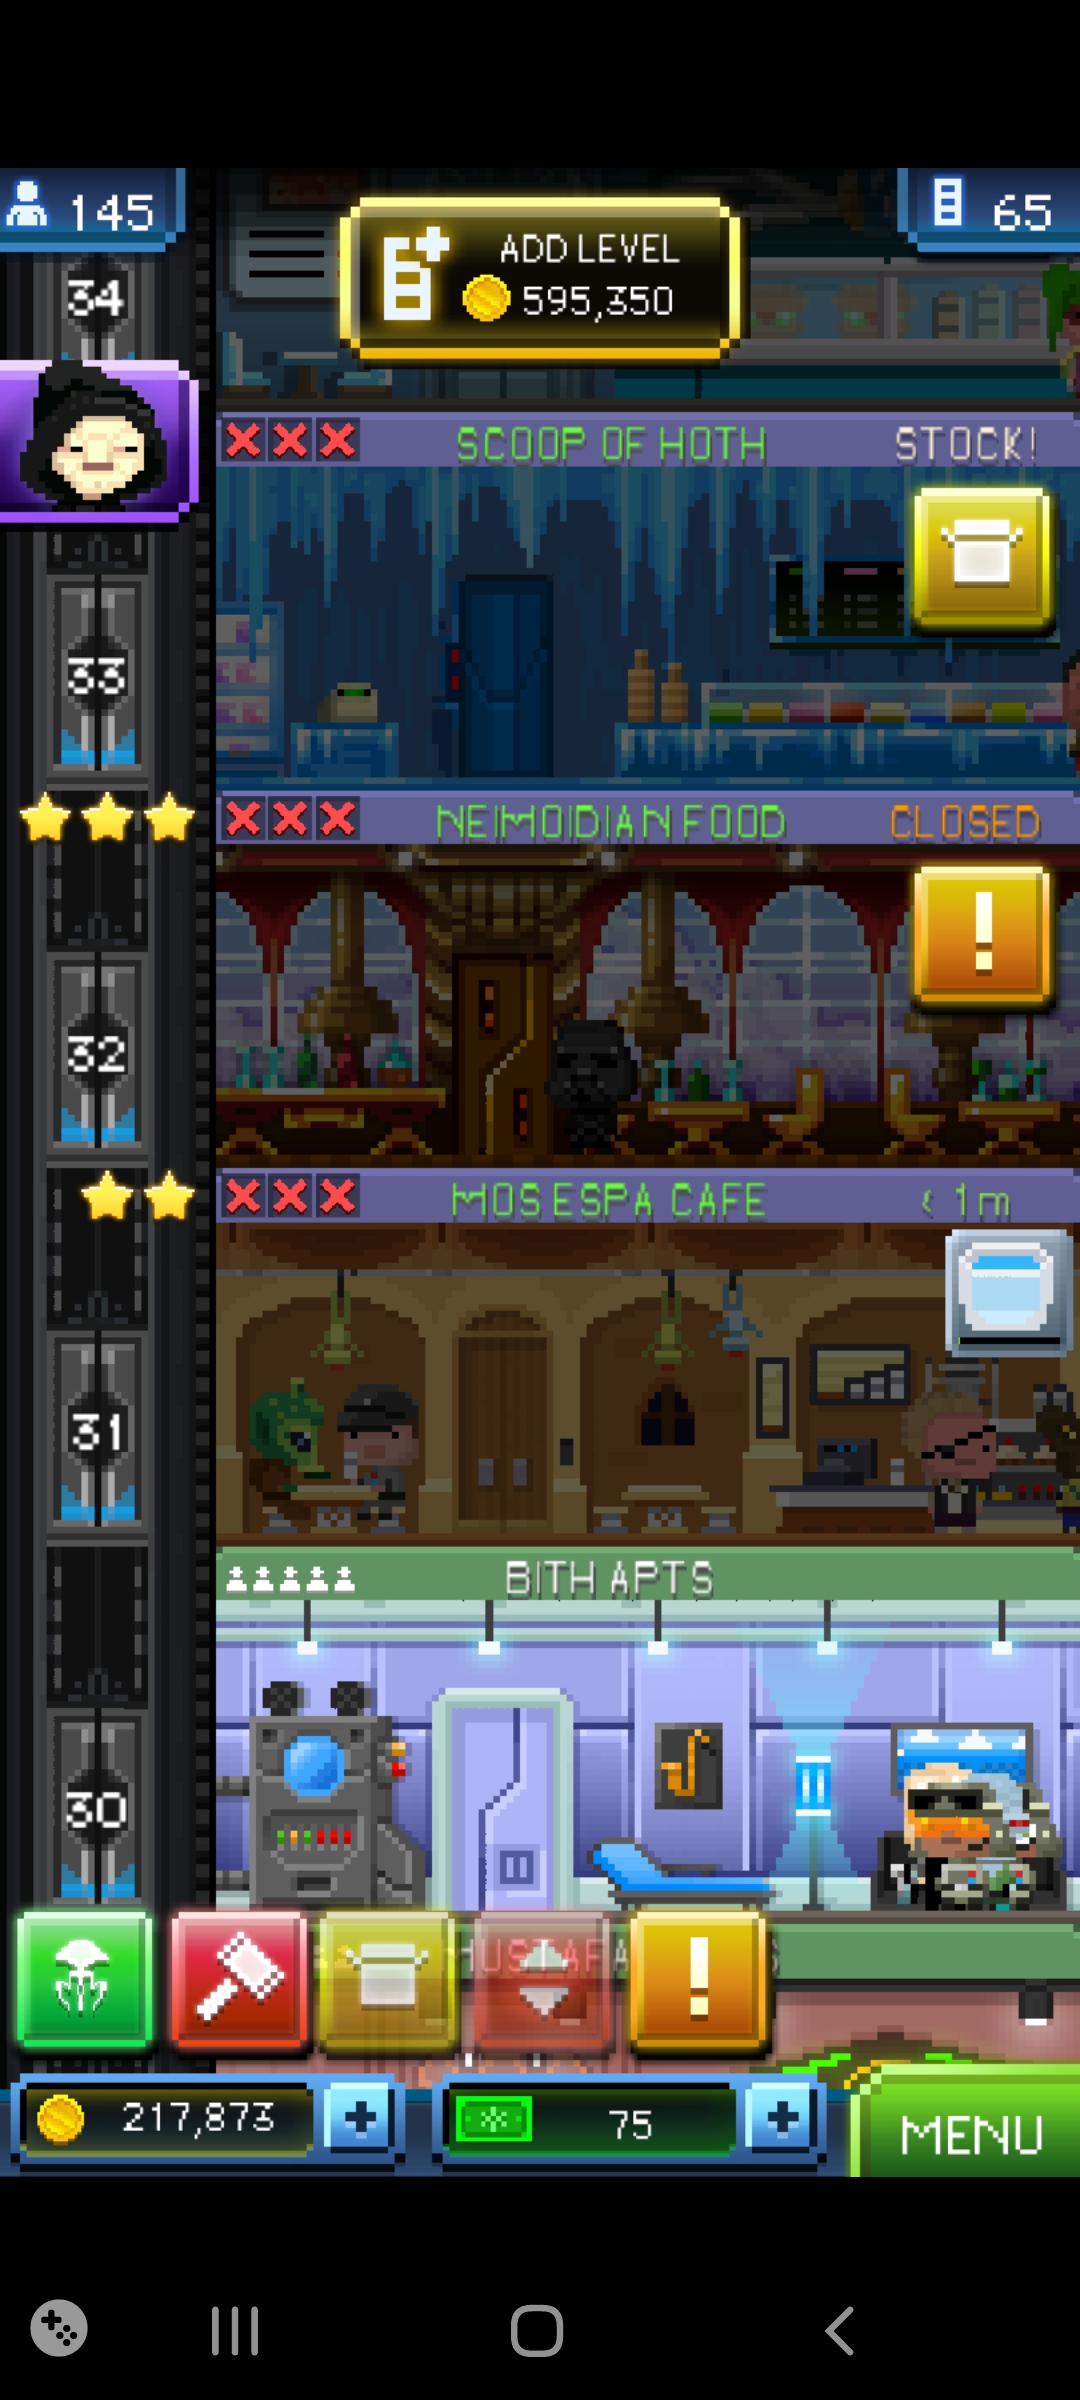 145
ADD LEVEL
595,350
65
34
SCOOP OF HOTH
STOCK!
33
NEIMOIDIAN FOOD
CLOSED
32
MOS ESPA CAFE
< 1m
31
BITH APTS
30
217,873
75
MENU